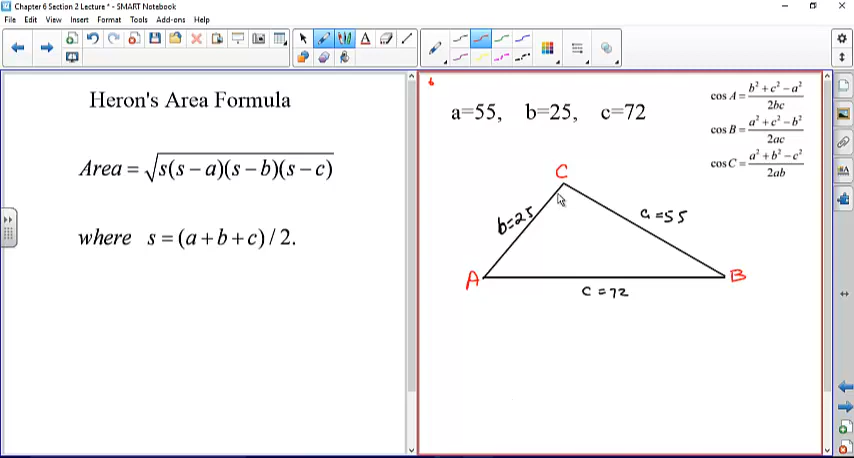 Chapter 6 Section 2 Lecture * - SMART Notebook
File Edit View Insert Format Tools Add-ons Help
Heron's Area Formula
Area = √s(s − a)(s − b)(s − c)
where s = (a + b + c) / 2.
a=55, b=25, c=72
cos A = b² + c² − a² / 2bc
cos B = a² + c² − b² / 2ac
cos C = a² + b² − c² / 2ab
C
b=25
a=55
A
B
c=72